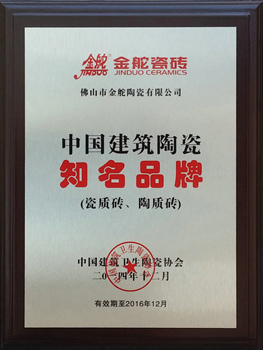 金舵 金舵瓷砖
JINDUO JINDUO CERAMICS
佛山市金舵陶瓷有限公司
中国建筑陶瓷
知名品牌
(瓷质砖、陶质砖)
中国建筑卫生陶瓷协会
二〇一四年十二月
有效期至2016年12月